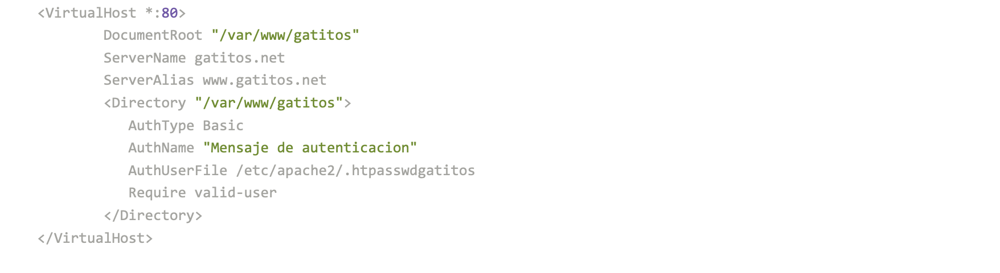 <VirtualHost *:80>
DocumentRoot "/var/www/gatitos"
ServerName gatitos.net
ServerAlias www.gatitos.net
<Directory "/var/www/gatitos">
AuthType Basic
AuthName "Mensaje de autenticacion"
AuthUserFile /etc/apache2/.htpasswdgatitos
Require valid-user
</Directory>
</VirtualHost>